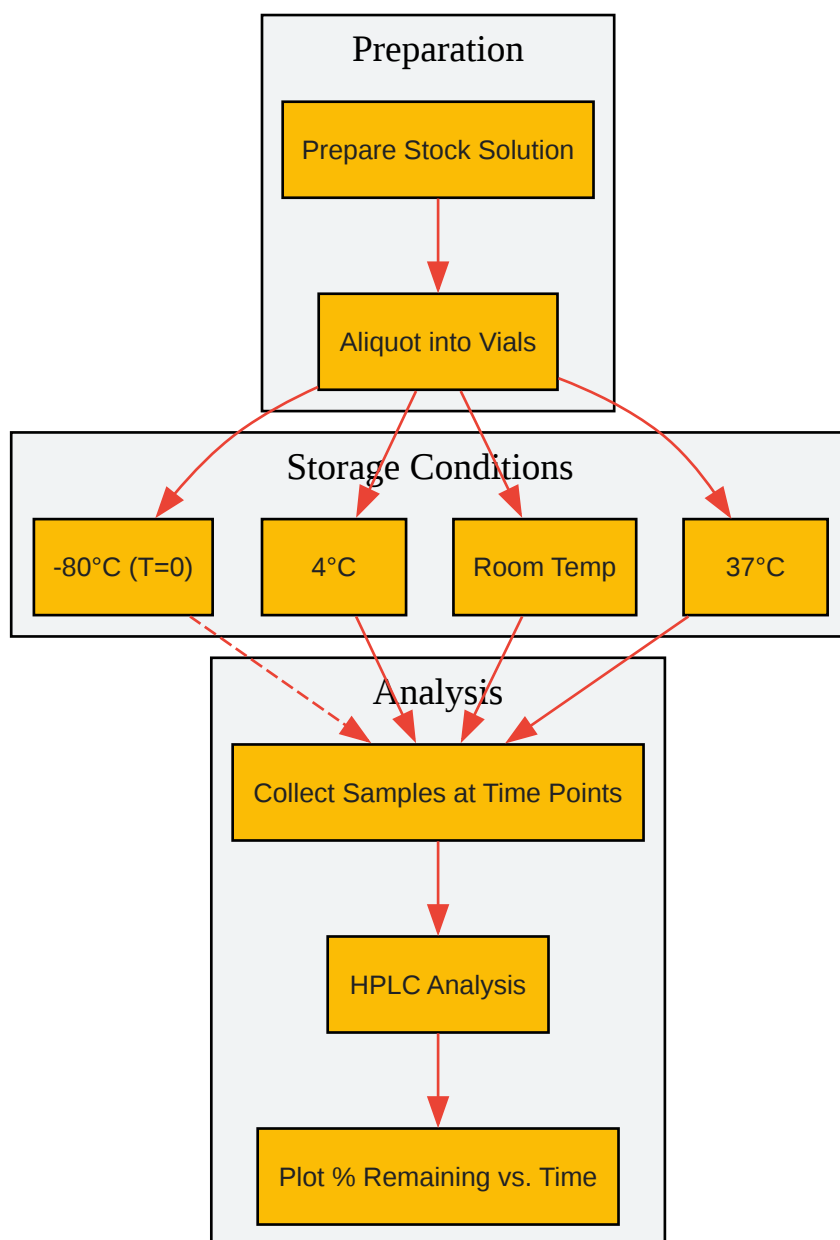 Preparation
Prepare Stock Solution
Aliquot into Vials
Storage Conditions
-80°C (T=0)
4°C
Room Temp
37°C
Analysis
Collect Samples at Time Points
HPLC Analysis
Plot % Remaining vs. Time